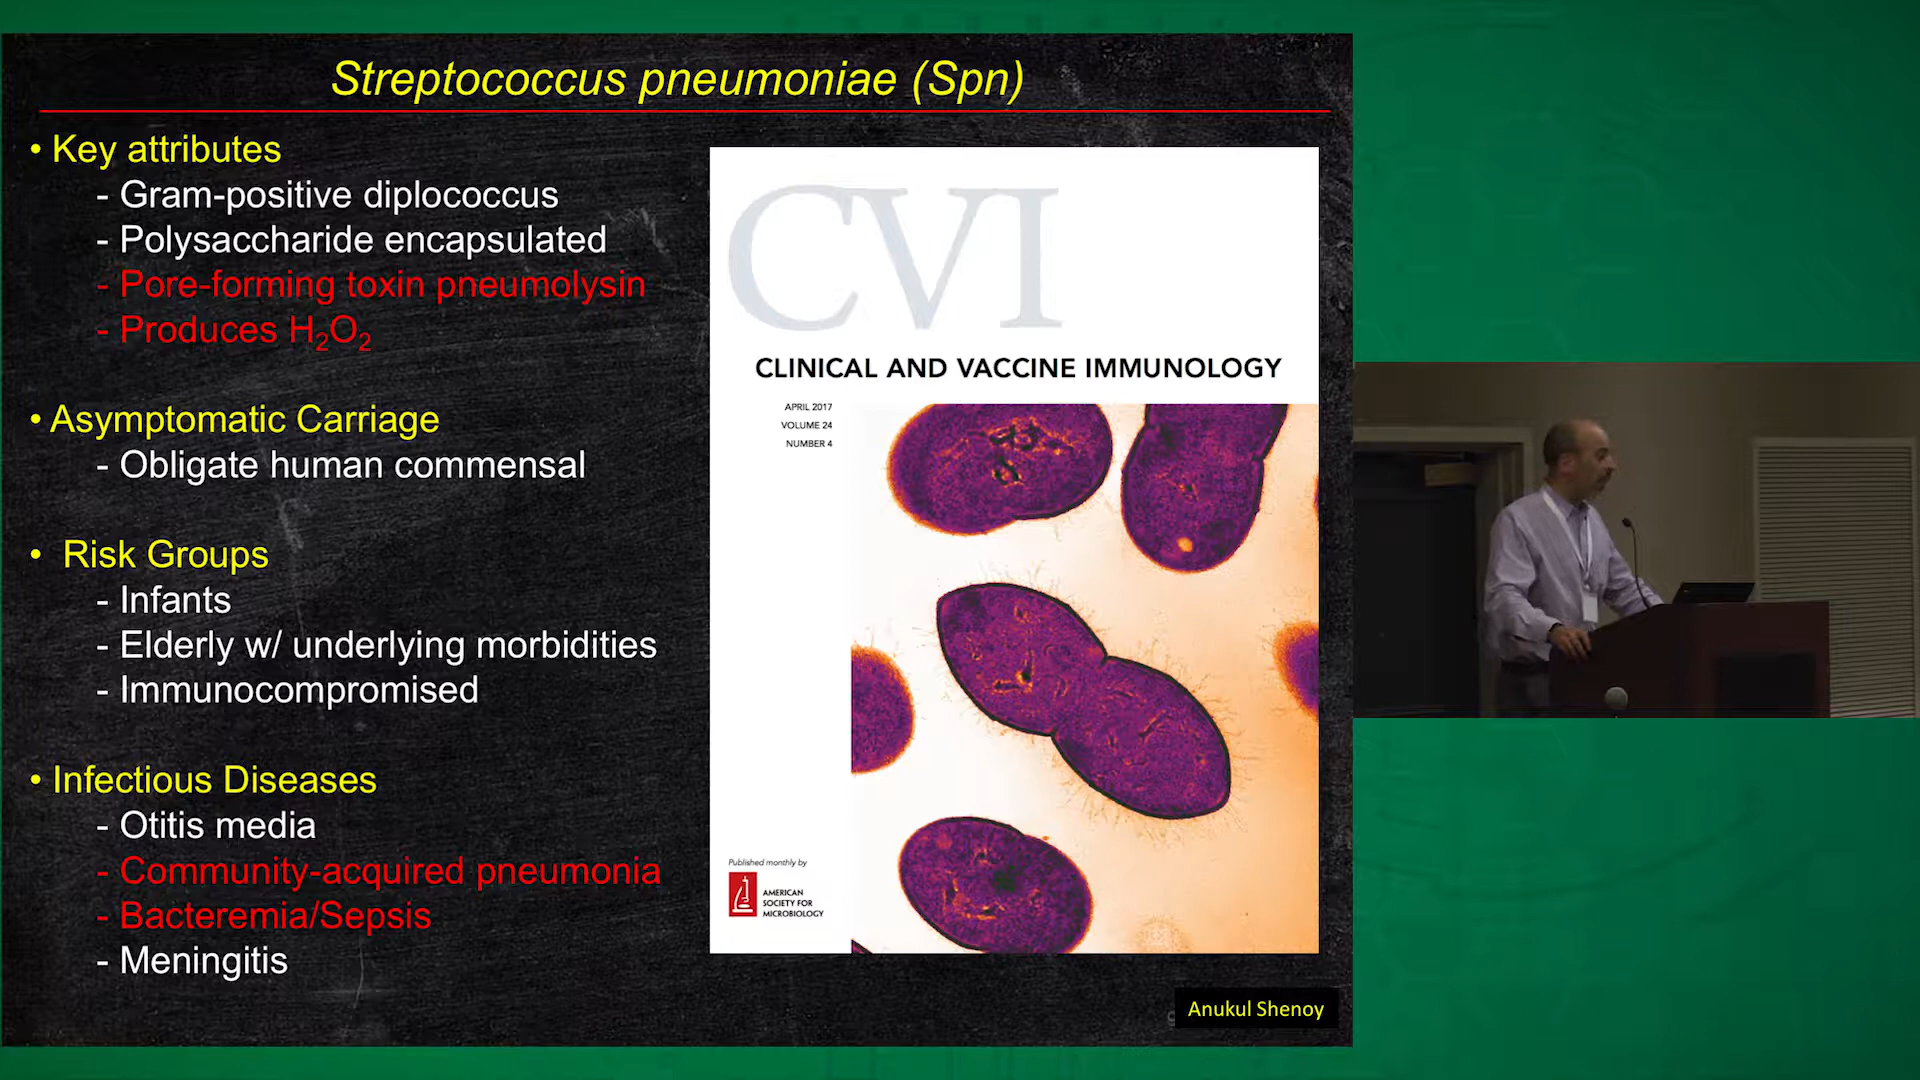 Streptococcus pneumoniae (Spn)
• Key attributes
- Gram-positive diplococcus
- Polysaccharide encapsulated
- Pore-forming toxin pneumolysin
- Produces H₂O₂
• Asymptomatic Carriage
- Obligate human commensal
• Risk Groups
- Infants
- Elderly w/ underlying morbidities
- Immunocompromised
• Infectious Diseases
- Otitis media
- Community-acquired pneumonia
- Bacteremia/Sepsis
- Meningitis
CVI
CLINICAL AND VACCINE IMMUNOLOGY
APRIL 2017
VOLUME 24
NUMBER 4
Published monthly by
AMERICAN
SOCIETY FOR
MICROBIOLOGY
Anukul Shenoy